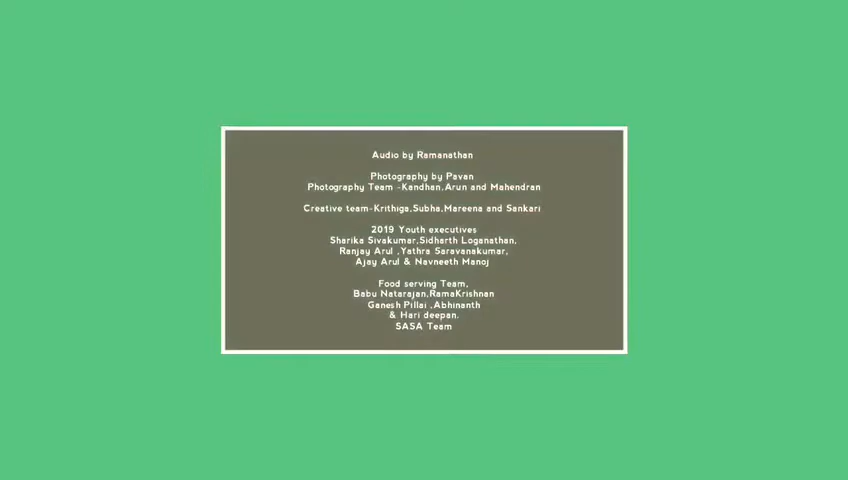 Audio by Ramanathan
Photography by Pavan
Photography Team -Kandhan,Arun and Mahendran
Creative team-Krithiga,Subha,Mareena and Sankari
2019 Youth executives
Sharika Sivakumar,Sidharth Loganathan,
Ranjay Arul ,Yathra Saravanakumar,
Ajay Arul & Navneeth Manoj
Food serving Team,
Babu Natarajan,RamaKrishnan
Ganesh Pillai ,Abhinanth
& Hari deepan.
SASA Team